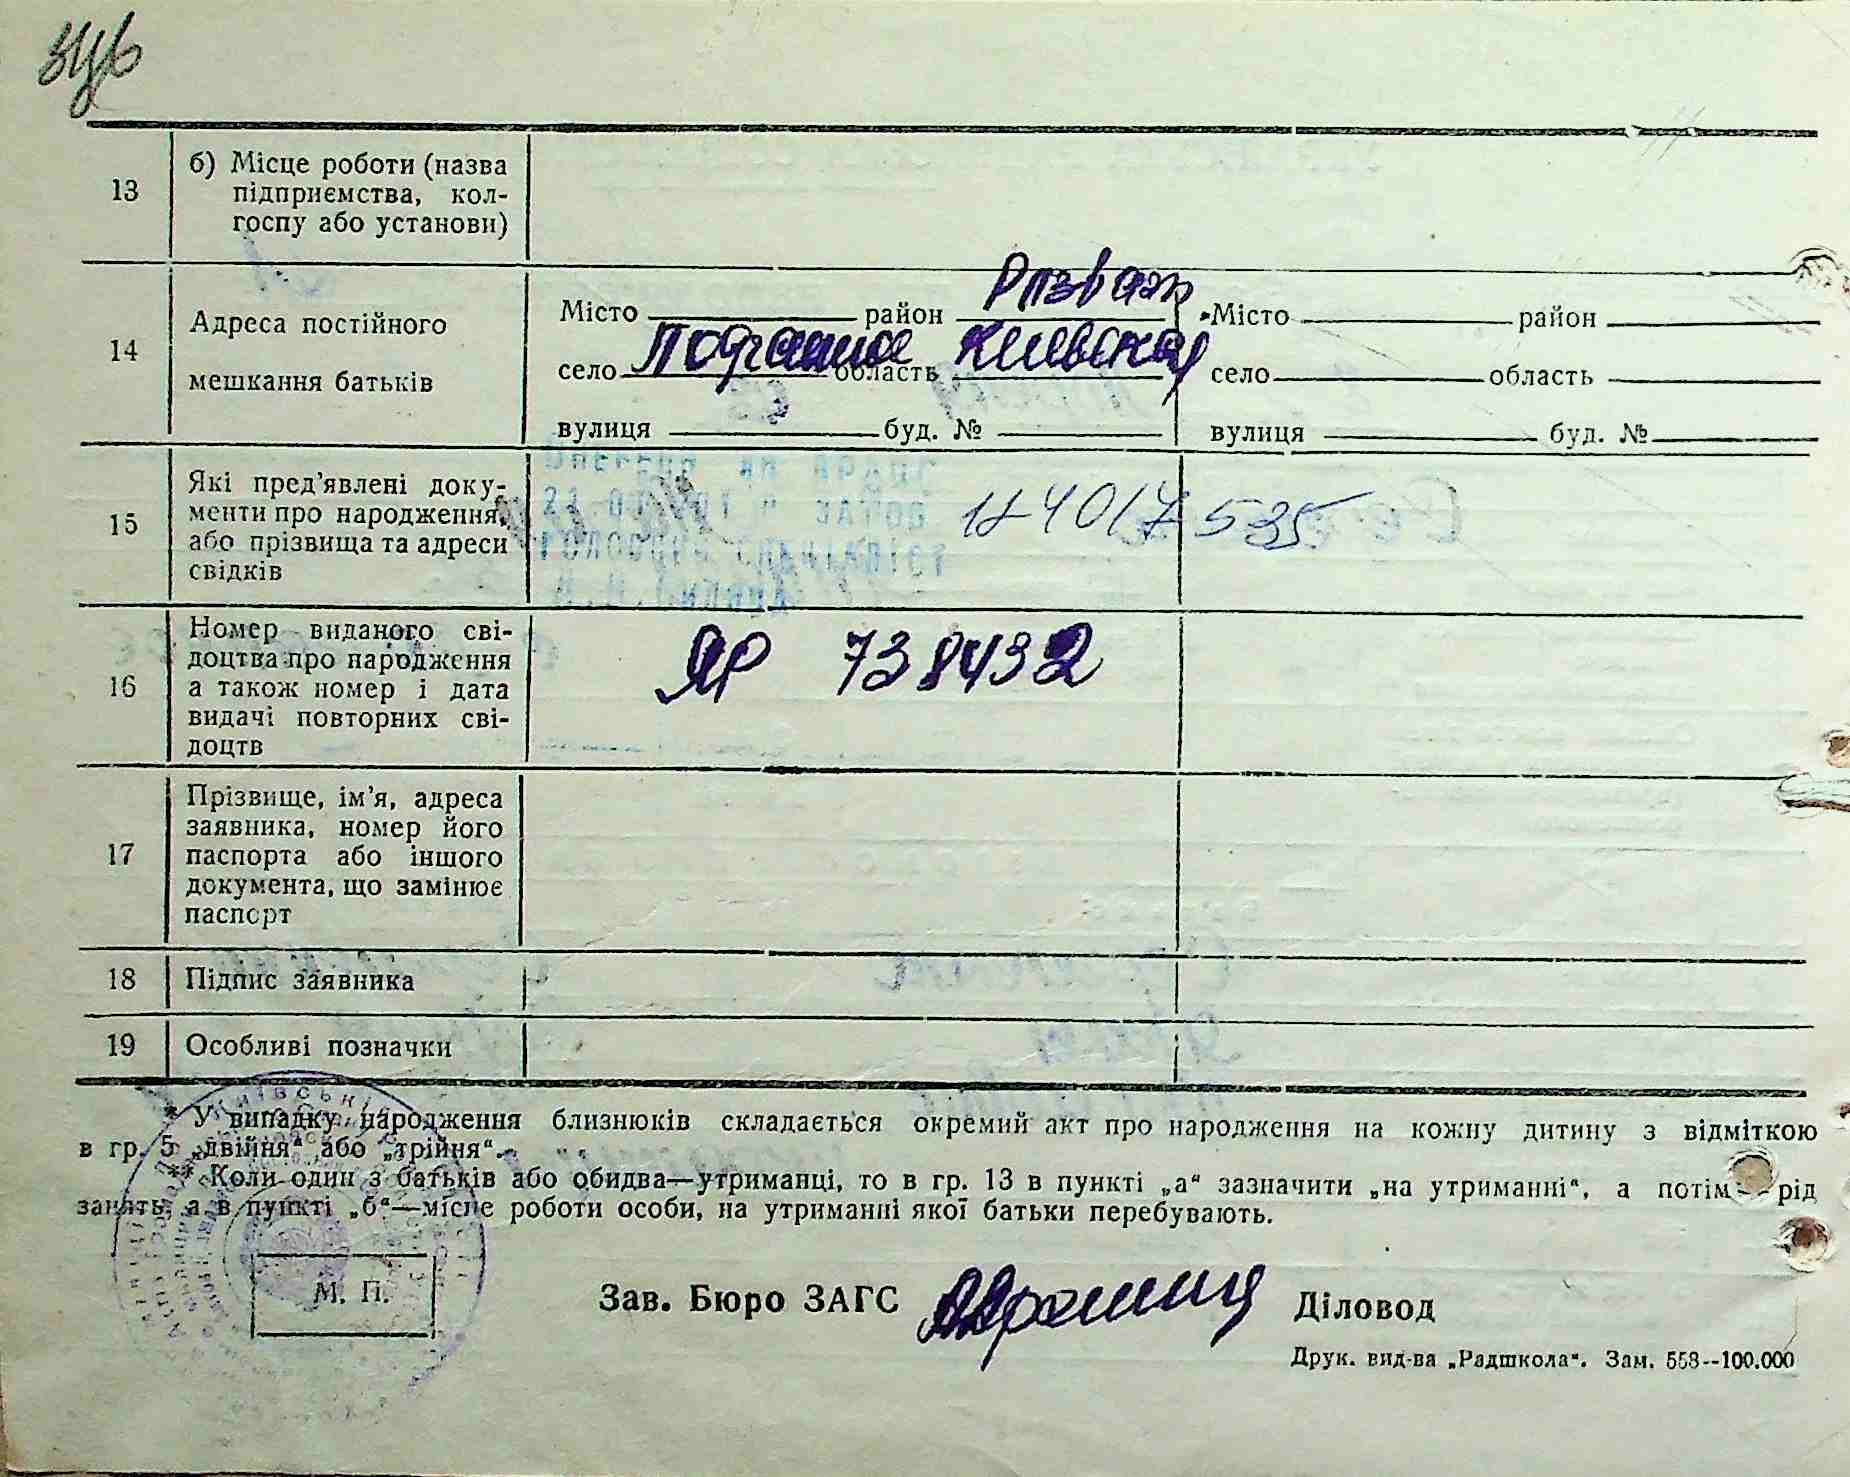 13
б) Місце роботи (назва
підприємства, кол-
госпу або установи)
14
Адреса постійного
мешкання батьків
Місто район Розваж
село область Киевская
вулиця буд. №
Місто район
село область
вулиця буд. №
15
Які пред'явлені доку-
менти про народження,
або прізвища та адреси
свідків
16
Номер виданого сві-
доцтва про народження
а також номер і дата
видачі повторних сві-
доцтв
ЯР 738432
17
Прізвище, ім'я, адреса
заявника, номер його
паспорта або іншого
документа, що замінює
паспорт
18 Підпис заявника
19 Особливі позначки
* У випадку народження близнюків складається окремий акт про народження на кожну дитину з відміткою
в гр. 5 „двійня“ або „трійня“.
** Коли один з батьків або обидва—утриманці, то в гр. 13 в пункті „а“ зазначити „на утриманні“, а потім рід
занять, а в пункті „б“—місце роботи особи, на утриманні якої батьки перебувають.
М. П.
Зав. Бюро ЗАГС
Діловод
Друк. вид-ва „Радшкола“. Зам. 558--100.000